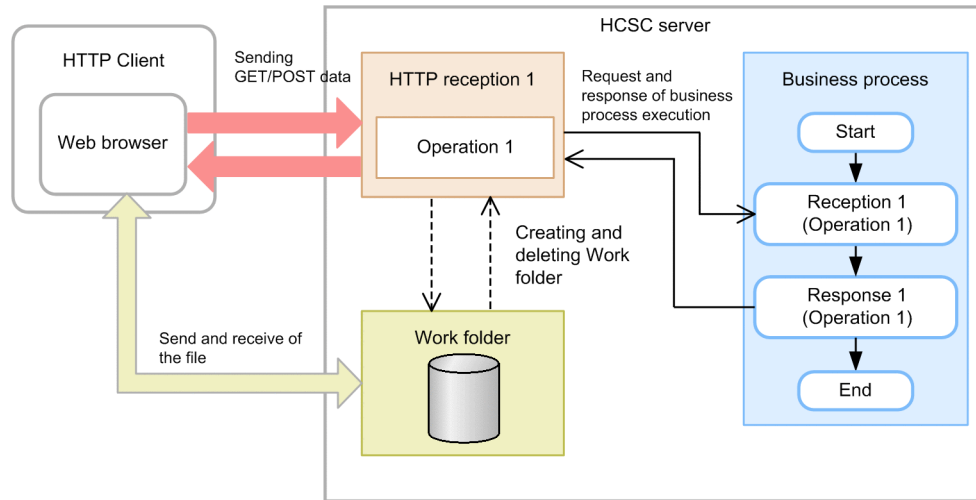 HCSC server
HTTP Client
Web browser
Sending
GET/POST data
HTTP reception 1
Operation 1
Request and
response of business
process execution
Business process
Start
Reception 1
(Operation 1)
Response 1
(Operation 1)
End
Creating and
deleting Work
folder
Send and receive of
the file
Work folder